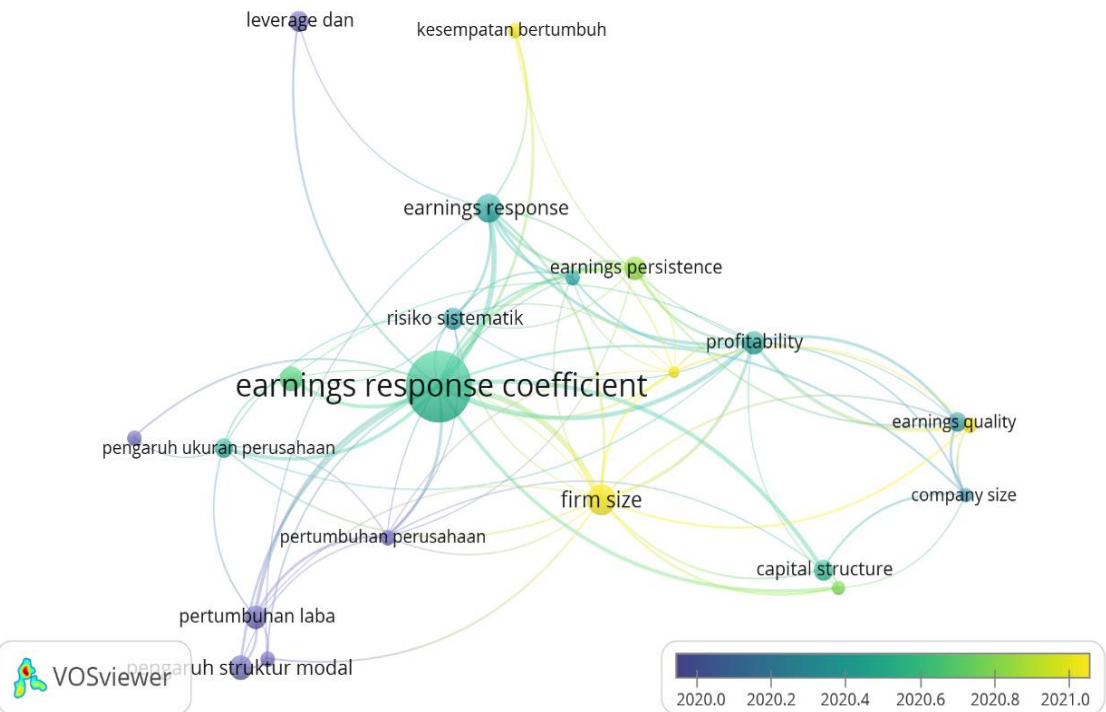 leverage dan
kesempatan bertumbuh
earnings response
earnings persistence
risiko sistematik
profitability
earnings response coefficient
earnings quality
pengaruh ukuran perusahaan
company size
firm size
pertumbuhan perusahaan
capital structure
pertumbuhan laba
pengaruh struktur modal
VOSviewer
2020.0 2020.2 2020.4 2020.6 2020.8 2021.0